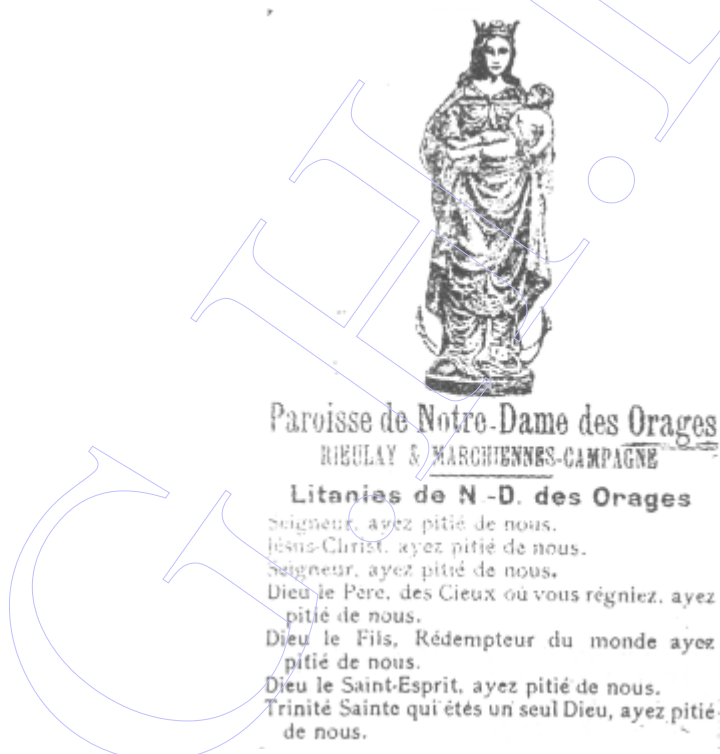 Paroisse de Notre-Dame des Orages
RIEULAY & MARCHIENNES-CAMPAGNE
Litanies de N.-D. des Orages
Seigneur, ayez pitié de nous.
Jésus-Christ, ayez pitié de nous.
Seigneur, ayez pitié de nous.
Dieu le Pere, des Cieux où vous régniez, ayez
pitié de nous.
Dieu le Fils, Rédempteur du monde ayez
pitié de nous.
Dieu le Saint-Esprit, ayez pitié de nous.
Trinité Sainte qui êtés un seul Dieu, ayez pitié
de nous.